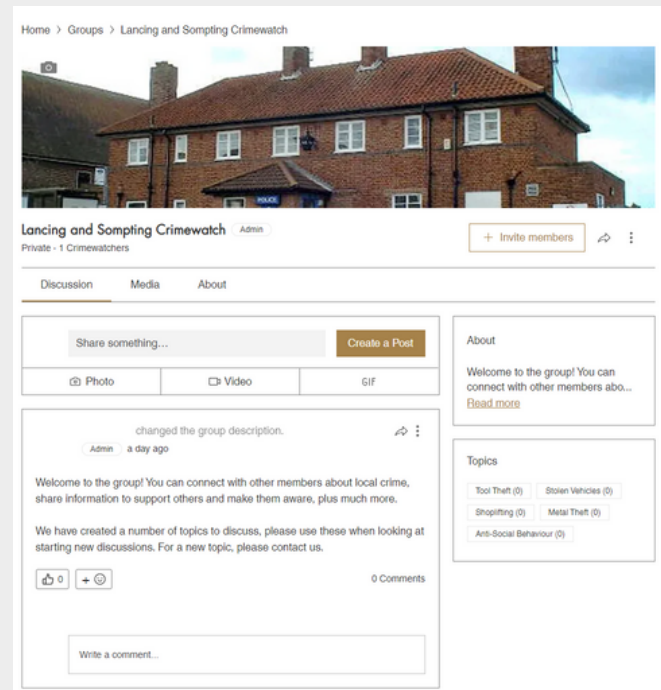 Home > Groups > Lancing and Sompting Crimewatch
POLICE
Lancing and Sompting Crimewatch Admin
Private - 1 Crimewatchers
+ Invite members
Discussion Media About
Share something...
Create a Post
Photo Video GIF
changed the group description.
Admin a day ago
Welcome to the group! You can connect with other members about local crime,
share information to support others and make them aware, plus much more.
We have created a number of topics to discuss, please use these when looking at
starting new discussions. For a new topic, please contact us.
0 +
0 Comments
Write a comment...
About
Welcome to the group! You can
connect with other members abo...
Read more
Topics
Tool Theft (0) Stolen Vehicles (0)
Shoplifting (0) Metal Theft (0)
Anti-Social Behaviour (0)